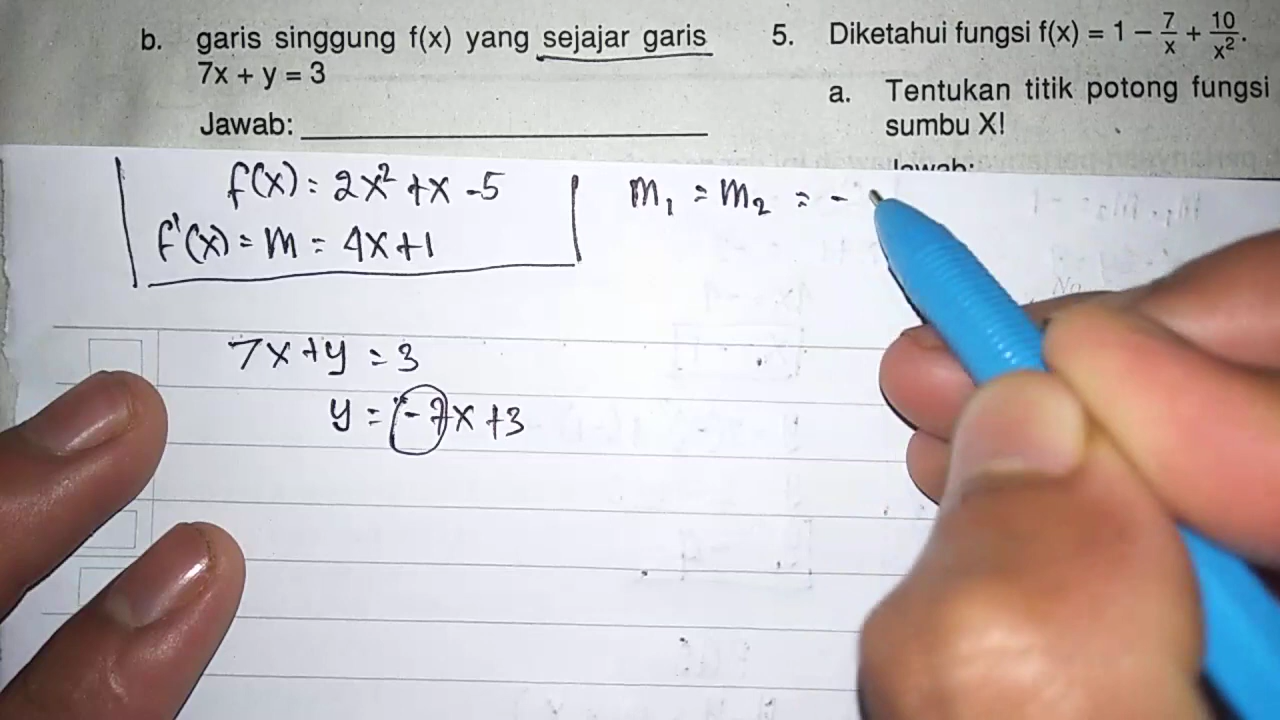 b. garis singgung f(x) yang sejajar garis
7x + y = 3
Jawab:
5. Diketahui fungsi f(x) = 1 − 7/x + 10/x².
a. Tentukan titik potong fungsi
sumbu X!
Jawab:
f(x) = 2x² + x - 5
f'(x) = m = 4x + 1
m₁ = m₂ = -
7x + y = 3
y = -7x + 3